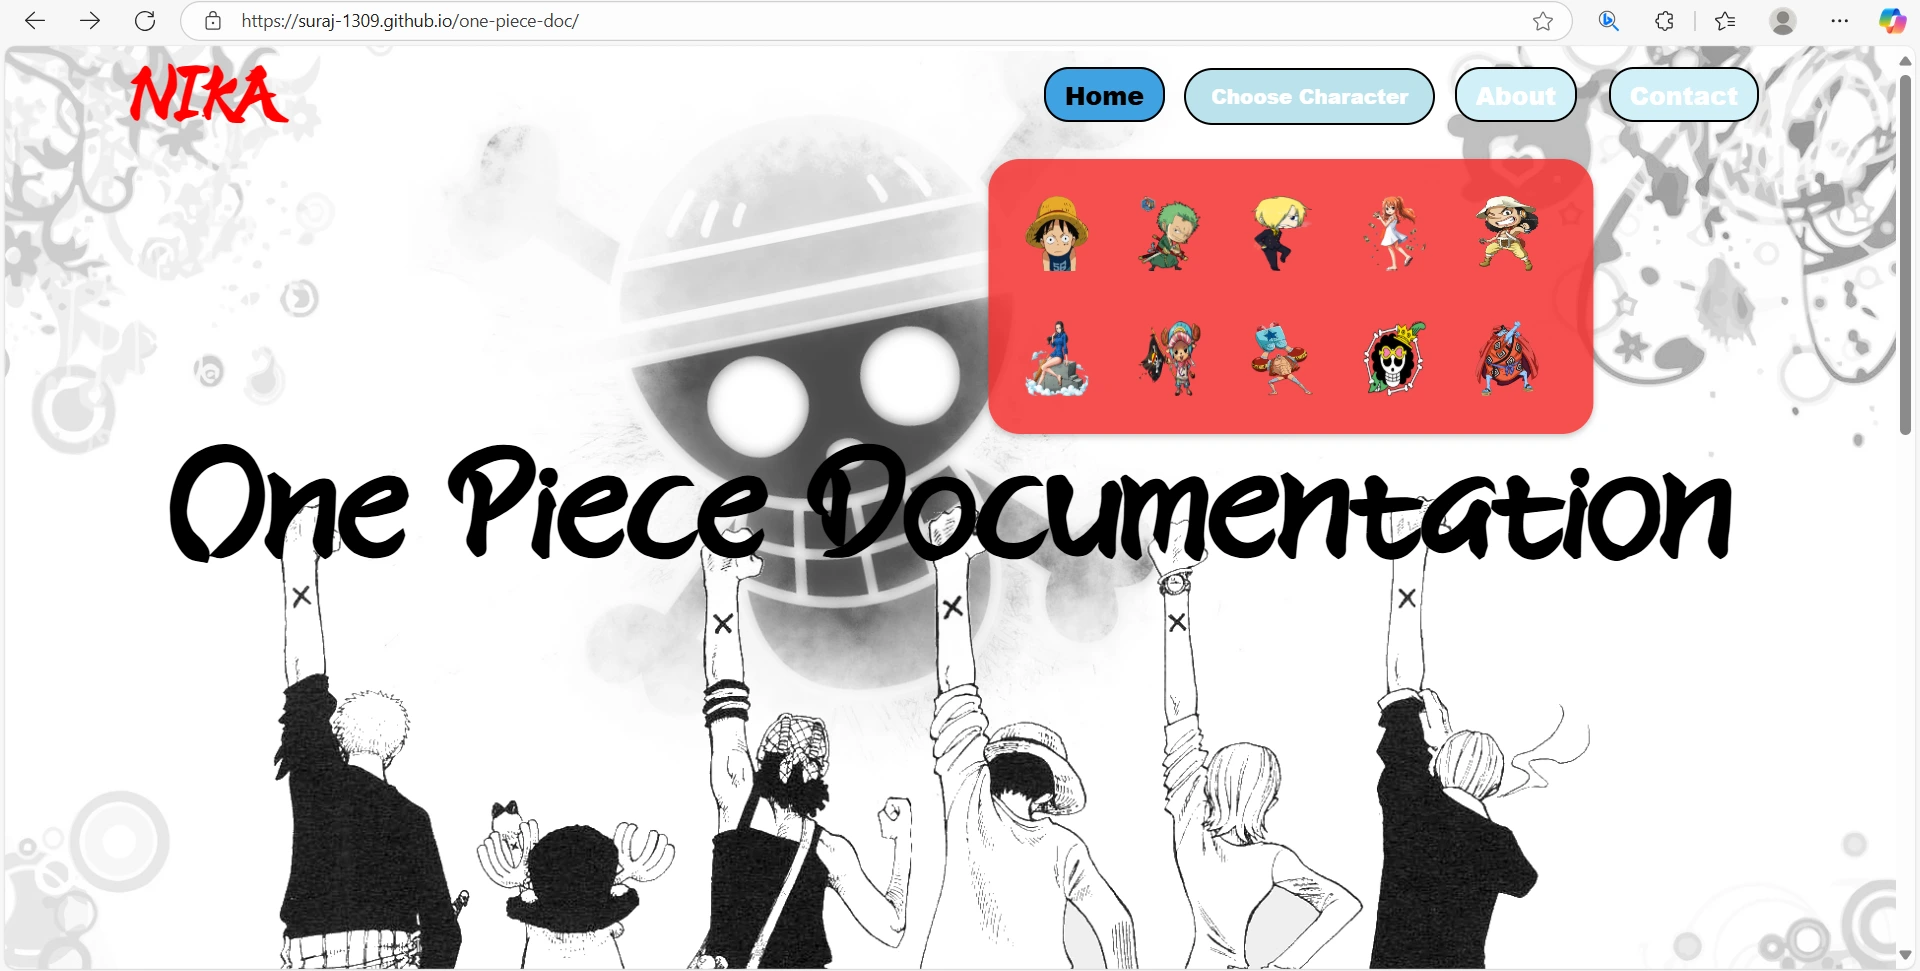 https://suraj-1309.github.io/one-piece-doc/
NIKA
Home
Choose Character
About
Contact
One Piece Documentation